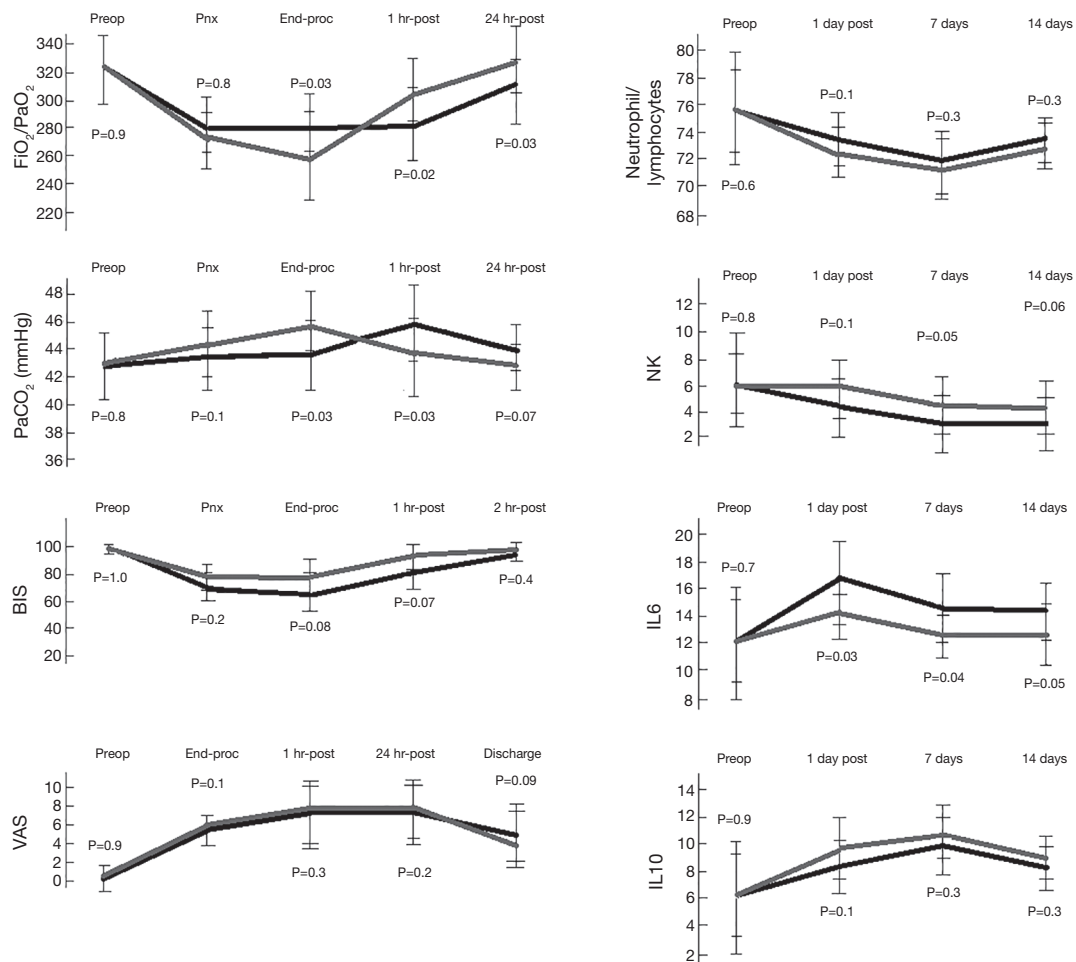 Preop Pnx End-proc 1 hr-post 24 hr-post
FiO2/PaO2
340
320
300
280
260
240
220
P=0.9
P=0.8
P=0.03
P=0.02
P=0.03
Preop Pnx End-proc 1 hr-post 24 hr-post
PaCO2 (mmHg)
48
46
44
42
40
38
36
P=0.8 P=0.1 P=0.03 P=0.03 P=0.07
Preop Pnx End-proc 1 hr-post 2 hr-post
BIS
100
80
60
40
20
P=1.0
P=0.2
P=0.08
P=0.07
P=0.4
Preop End-proc 1 hr-post 24 hr-post Discharge
VAS
10
8
6
4
2
0
P=0.9
P=0.1
P=0.3
P=0.2
P=0.09
Preop 1 day post 7 days 14 days
Neutrophil/
lymphocytes
80
78
76
74
72
70
68
P=0.6
P=0.1
P=0.3
P=0.3
Preop 1 day post 7 days 14 days
NK
12
10
8
6
4
2
P=0.8
P=0.1
P=0.05
P=0.06
Preop 1 day post 7 days 14 days
IL6
20
18
16
14
12
10
8
P=0.7
P=0.03
P=0.04
P=0.05
Preop 1 day post 7 days 14 days
IL10
14
12
10
8
6
4
2
P=0.9
P=0.1
P=0.3
P=0.3